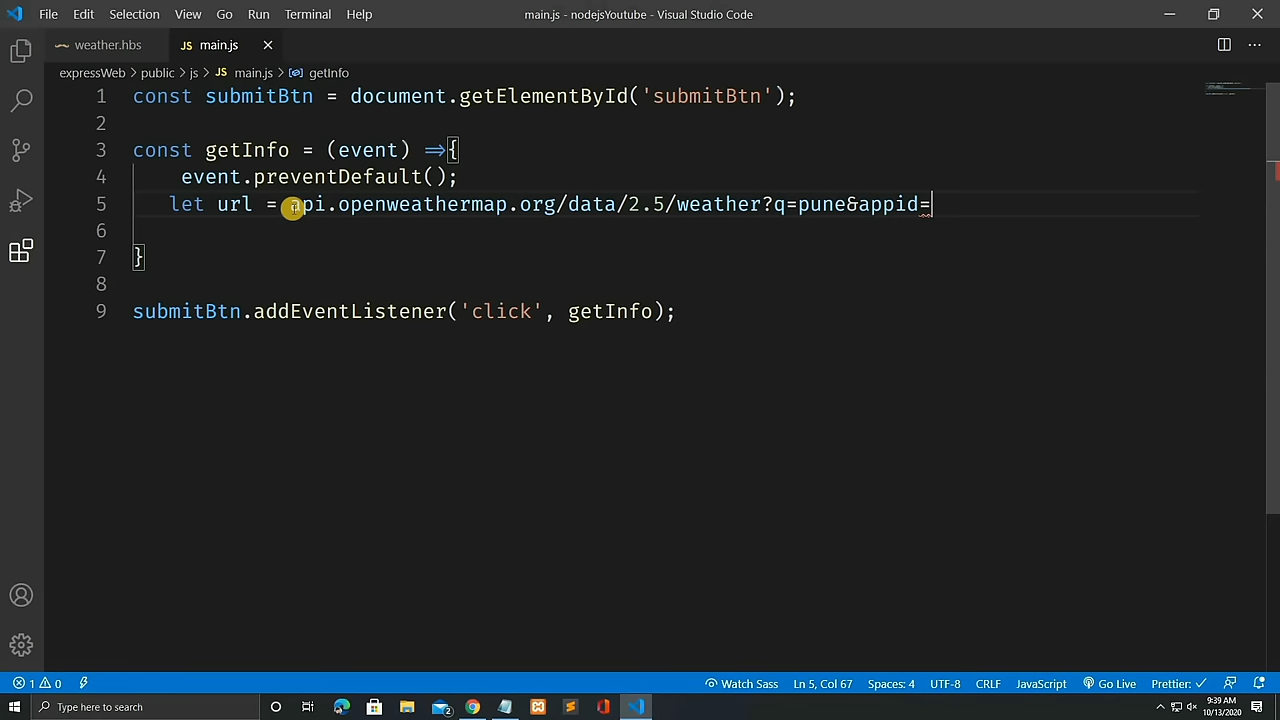 File Edit Selection View Go Run Terminal Help main.js - nodejsYoutube - Visual Studio Code
weather.hbs JS main.js
expressWeb > public > js > JS main.js > getInfo
1 const submitBtn = document.getElementById('submitBtn');
2
3 const getInfo = (event) =>{
4 event.preventDefault();
5 let url = api.openweathermap.org/data/2.5/weather?q=pune&appid=
6
7 }
8
9 submitBtn.addEventListener('click', getInfo);
1 0 Watch Sass Ln 5, Col 67 Spaces: 4 UTF-8 CRLF JavaScript Go Live Prettier: ✓
Type here to search 2 9:39 AM
10/13/2020